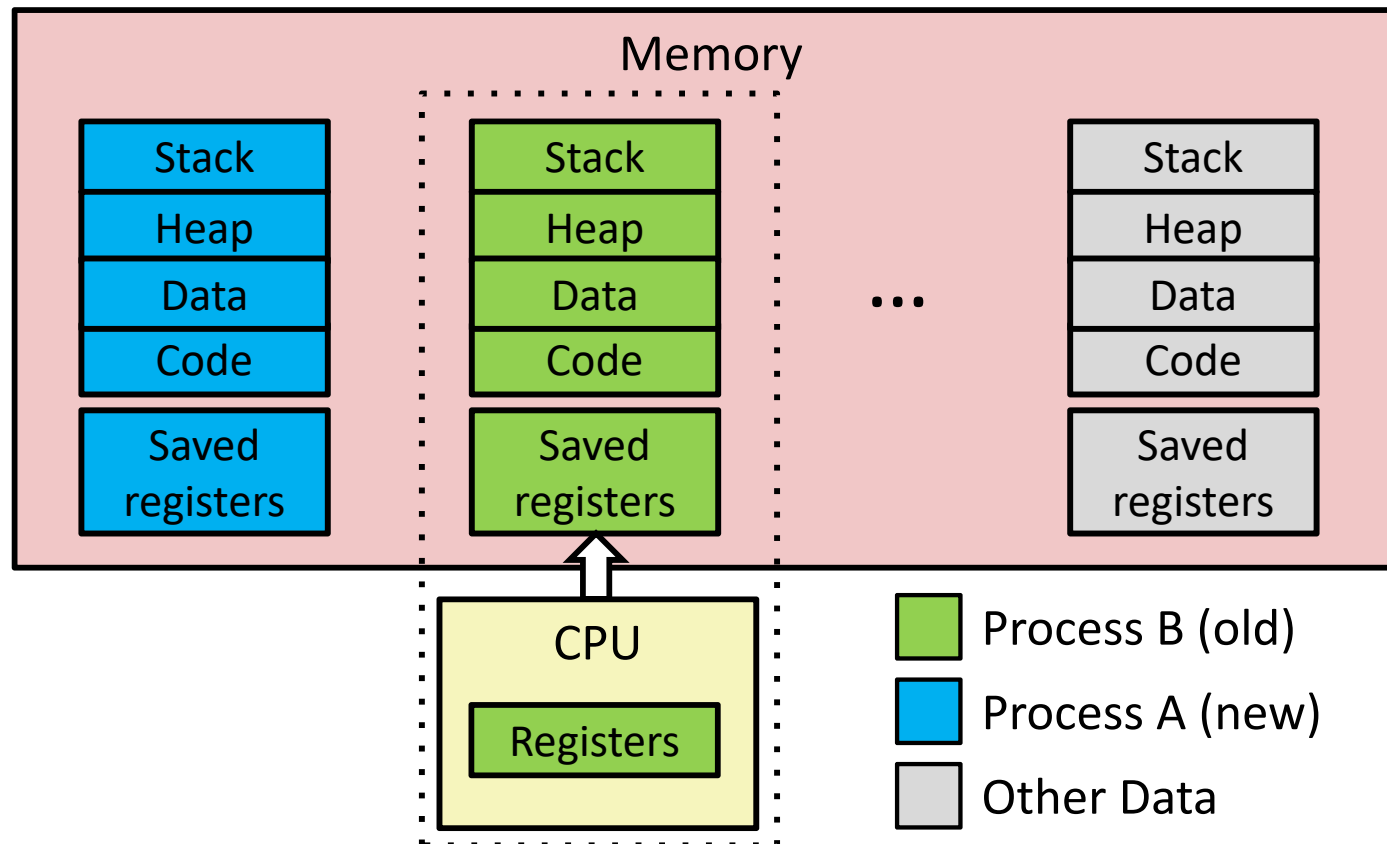 Memory
Stack
Heap
Data
Code
Saved
registers
Stack
Heap
Data
Code
Saved
registers
...
Stack
Heap
Data
Code
Saved
registers
CPU
Registers
Process B (old)
Process A (new)
Other Data